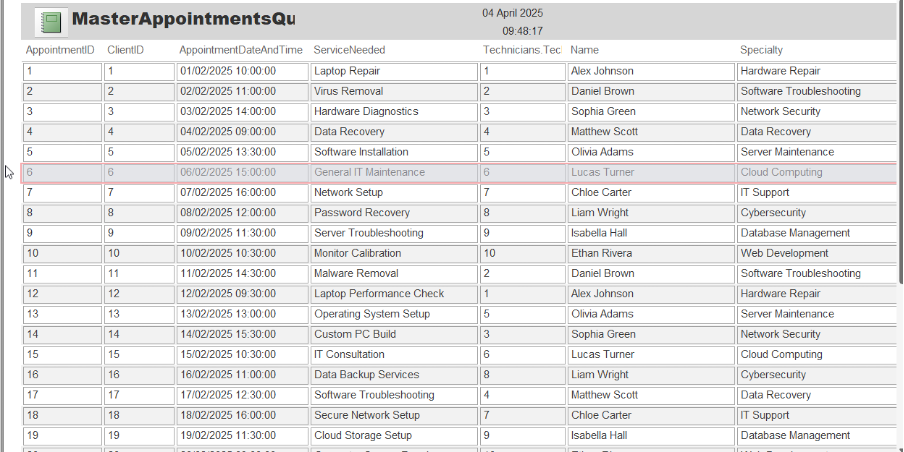 MasterAppointmentsQu
04 April 2025
09:48:17
AppointmentID ClientID AppointmentDateAndTime ServiceNeeded Technicians.Tec Name Specialty
1 1 01/02/2025 10:00:00 Laptop Repair 1 Alex Johnson Hardware Repair
2 2 02/02/2025 11:00:00 Virus Removal 2 Daniel Brown Software Troubleshooting
3 3 03/02/2025 14:00:00 Hardware Diagnostics 3 Sophia Green Network Security
4 4 04/02/2025 09:00:00 Data Recovery 4 Matthew Scott Data Recovery
5 5 05/02/2025 13:30:00 Software Installation 5 Olivia Adams Server Maintenance
6 6 06/02/2025 15:00:00 General IT Maintenance 6 Lucas Turner Cloud Computing
7 7 07/02/2025 16:00:00 Network Setup 7 Chloe Carter IT Support
8 8 08/02/2025 12:00:00 Password Recovery 8 Liam Wright Cybersecurity
9 9 09/02/2025 11:30:00 Server Troubleshooting 9 Isabella Hall Database Management
10 10 10/02/2025 10:30:00 Monitor Calibration 10 Ethan Rivera Web Development
11 11 11/02/2025 14:30:00 Malware Removal 2 Daniel Brown Software Troubleshooting
12 12 12/02/2025 09:30:00 Laptop Performance Check 1 Alex Johnson Hardware Repair
13 13 13/02/2025 13:00:00 Operating System Setup 5 Olivia Adams Server Maintenance
14 14 14/02/2025 15:30:00 Custom PC Build 3 Sophia Green Network Security
15 15 15/02/2025 10:30:00 IT Consultation 6 Lucas Turner Cloud Computing
16 16 16/02/2025 11:00:00 Data Backup Services 8 Liam Wright Cybersecurity
17 17 17/02/2025 12:30:00 Software Troubleshooting 4 Matthew Scott Data Recovery
18 18 18/02/2025 16:00:00 Secure Network Setup 7 Chloe Carter IT Support
19 19 19/02/2025 11:30:00 Cloud Storage Setup 9 Isabella Hall Database Management